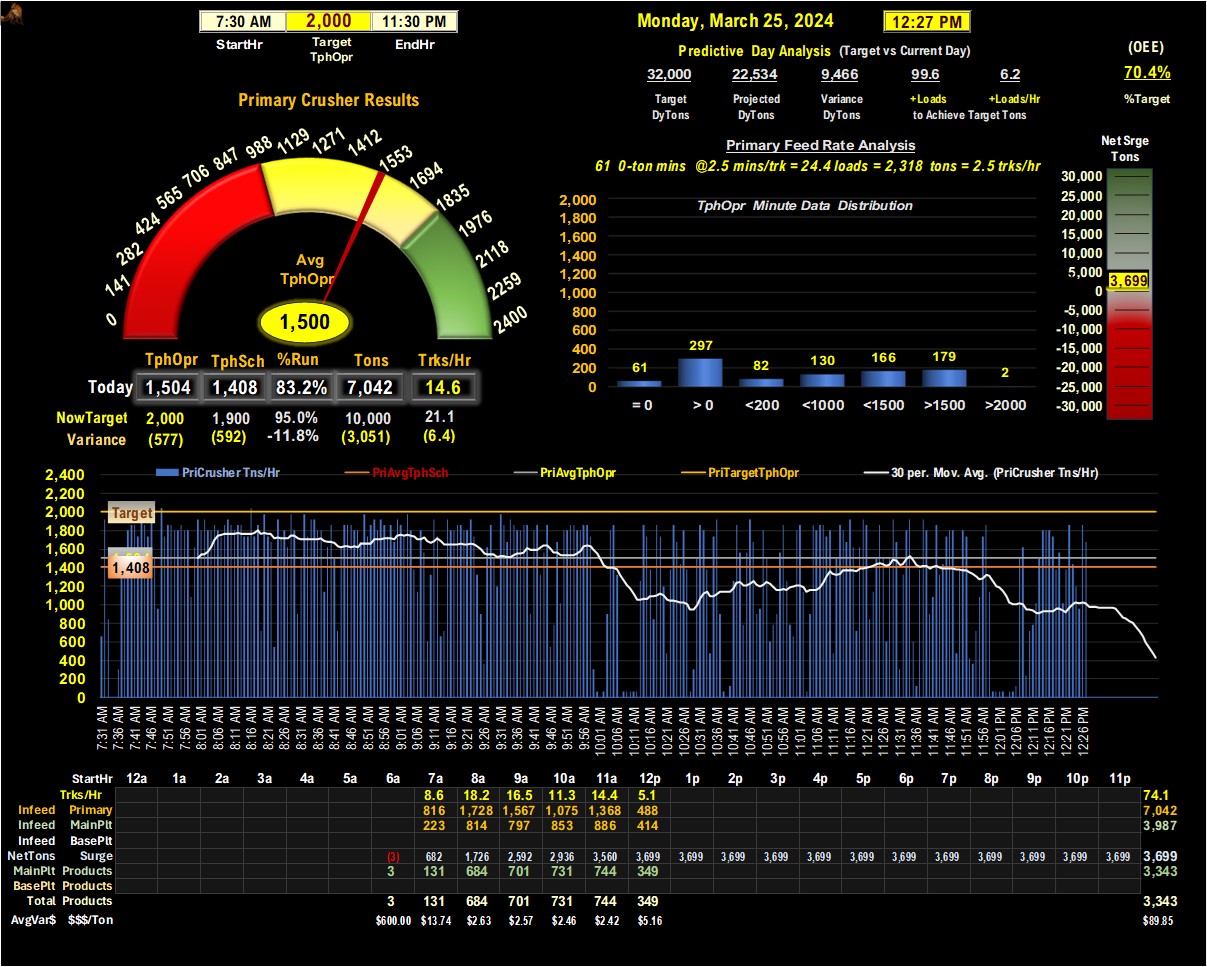 7:30 AM 2,000 11:30 PM
StartHr Target TphOpr EndHr
Monday, March 25, 2024 12:27 PM
Predictive Day Analysis (Target vs Current Day)
32,000 22,534 9,466 99.6 6.2
Target DyTons Projected DyTons Variance DyTons +Loads +Loads/Hr
to Achieve Target Tons
(OEE)
70.4%
%Target
Primary Crusher Results
0 141 282 424 565 706 847 988 1129 1271 1412 1553 1694 1835 1976 2118 2259 2400
Avg
TphOpr
1,500
TphOpr TphSch %Run Tons Trks/Hr
Today 1,504 1,408 83.2% 7,042 14.6
NowTarget 2,000 1,900 95.0% 10,000 21.1
Variance (577) (592) -11.8% (3,051) (6.4)
Primary Feed Rate Analysis
61 0-ton mins @2.5 mins/trk = 24.4 loads = 2,318 tons = 2.5 trks/hr
TphOpr Minute Data Distribution
2,000
1,800
1,600
1,400
1,200
1,000
800
600
400
200
0
61 297 82 130 166 179 2
= 0 > 0 <200 <1000 <1500 >1500 >2000
Net Srge
Tons
30,000
25,000
20,000
15,000
10,000
5,000
3,699
0
-5,000
-10,000
-15,000
-20,000
-25,000
-30,000
PriCrusher Tns/Hr PriAvgTphSch PriAvgTphOpr PriTargetTphOpr 30 per. Mov. Avg. (PriCrusher Tns/Hr)
2,400
2,200
2,000
1,800
1,600
1,400
1,200
1,000
800
600
400
200
0
Target
1,408
7:31 AM 7:36 AM 7:41 AM 7:46 AM 7:51 AM 7:56 AM 8:01 AM 8:06 AM 8:11 AM 8:16 AM 8:21 AM 8:26 AM 8:31 AM 8:36 AM 8:41 AM 8:46 AM 8:51 AM 8:56 AM 9:01 AM 9:06 AM 9:11 AM 9:16 AM 9:21 AM 9:26 AM 9:31 AM 9:36 AM 9:41 AM 9:46 AM 9:51 AM 9:56 AM 10:01 AM 10:06 AM 10:11 AM 10:16 AM 10:21 AM 10:26 AM 10:31 AM 10:36 AM 10:41 AM 10:46 AM 10:51 AM 10:56 AM 11:01 AM 11:06 AM 11:11 AM 11:16 AM 11:21 AM 11:26 AM 11:31 AM 11:36 AM 11:41 AM 11:46 AM 11:51 AM 11:56 AM 12:01 PM 12:06 PM 12:11 PM 12:16 PM 12:21 PM 12:26 PM
StartHr 12a 1a 2a 3a 4a 5a 6a 7a 8a 9a 10a 11a 12p 1p 2p 3p 4p 5p 6p 7p 8p 9p 10p 11p
Trks/Hr 8.6 18.2 16.5 11.3 14.4 5.1 74.1
Infeed Primary 816 1,728 1,567 1,075 1,368 488 7,042
Infeed MainPlt 223 814 797 853 886 414 3,987
Infeed BasePlt
NetTons Surge (3) 682 1,726 2,592 2,936 3,560 3,699 3,699 3,699 3,699 3,699 3,699 3,699 3,699 3,699 3,699 3,699 3,699 3,699
MainPlt Products 3 131 684 701 731 744 349 3,343
BasePlt Products
Total Products 3 131 684 701 731 744 349 3,343
AvgVar$ $$$/Ton $600.00 $13.74 $2.63 $2.57 $2.46 $2.42 $5.16 $89.85